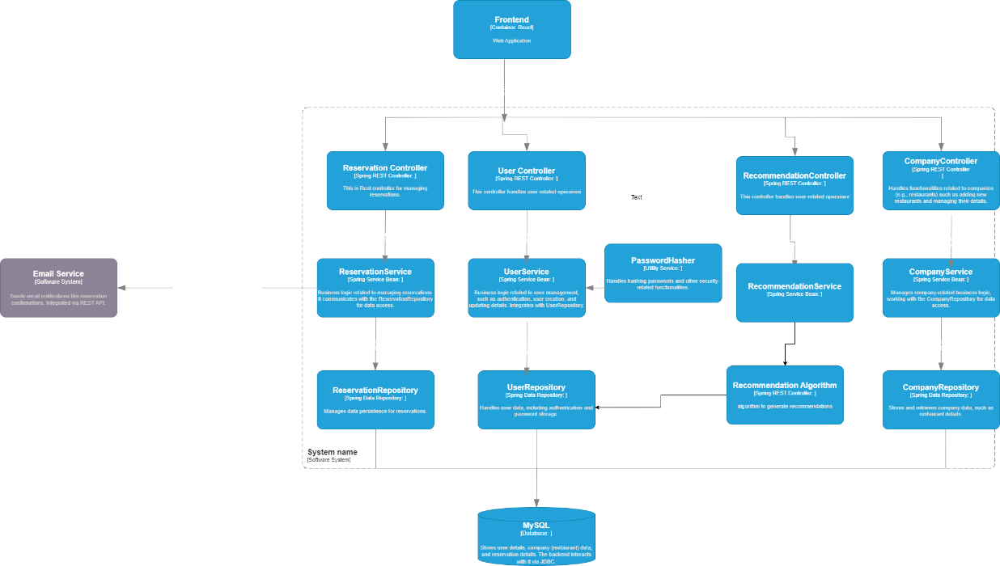 Frontend
[Container: React]
Web Application
Reservation Controller
[Spring REST Controller: ]
This is Rest controller for managing
reservations.
User Controller
[Spring REST Controller: ]
This controller handles user-related operaions
RecommendationController
[Spring REST Controller: ]
This controller handles user-related operaions
CompanyController
[Spring REST Controller
: ]
Handles functionalities related to companies
(e.g., restaurants) such as adding new
restaurants and managing their details.
Text
Email Service
[Software System]
Sends email notifications like reservation
confirmations. Integrated via REST API.
ReservationService
[Spring Service Bean: ]
Business logic related to managing reservations.
It communicates with the ReservationRepository
for data access.
UserService
[Spring Service Bean: ]
Business logic related to user management,
such as authentication, user creation, and
updating details. Integrates with UserRepository.
PasswordHasher
[Utility Service: ]
Handles hashing passwords and other security-
related functionalities.
RecommendationService
[Spring Service Bean: ]
CompanyService
[Spring Service Bean: ]
Manages company-related business logic,
working with the CompanyRepository for data
access.
ReservationRepository
[Spring Data Repository: ]
Manages data persistence for reservations.
UserRepository
[Spring Data Repository: ]
Handles user data, including authentication and
password storage.
Recommendation Algorithm
[Spring REST Controller: ]
algorithm to generate recommendations
CompanyRepository
[Spring Data Repository: ]
Stores and retrieves company data, such as
restaurant details.
System name
[Software System]
MySQL
[Database: ]
Stores user details, company (restaurant) data,
and reservation details. The backend interacts
with it via JDBC.